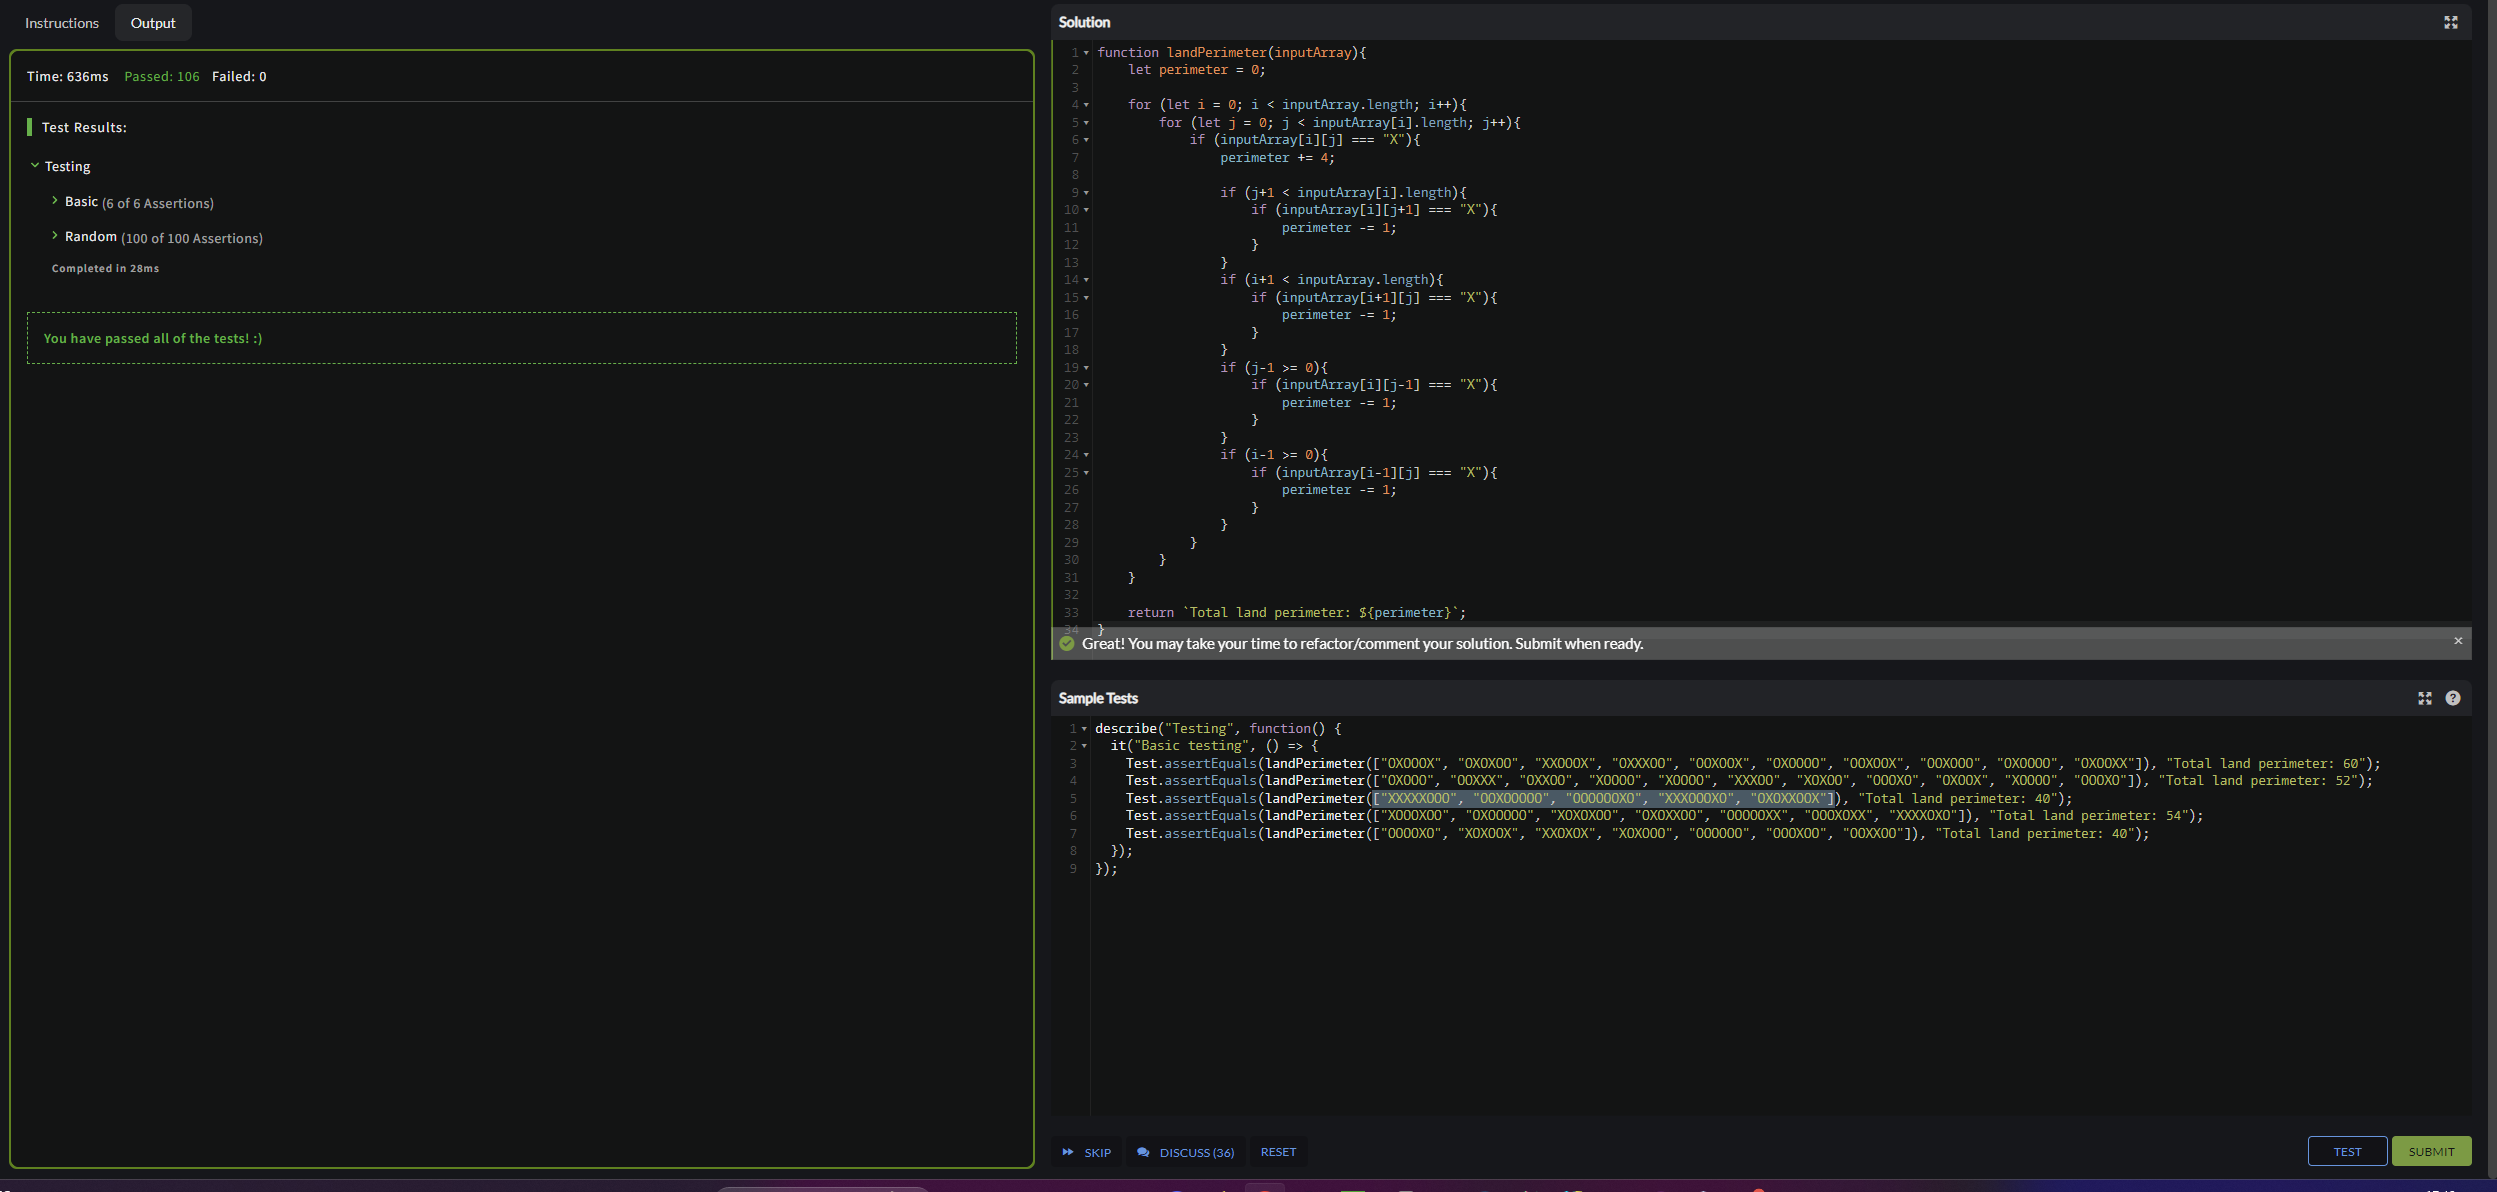 Instructions
Output
Time: 636ms Passed: 106 Failed: 0
Test Results:
Testing
Basic (6 of 6 Assertions)
Random (100 of 100 Assertions)
Completed in 28ms
You have passed all of the tests! :)
Solution
1 function landPerimeter(inputArray){
2     let perimeter = 0;
3
4     for (let i = 0; i < inputArray.length; i++){
5         for (let j = 0; j < inputArray[i].length; j++){
6             if (inputArray[i][j] === "X"){
7                 perimeter += 4;
8
9                 if (j+1 < inputArray[i].length){
10                     if (inputArray[i][j+1] === "X"){
11                         perimeter -= 1;
12                     }
13                 }
14                 if (i+1 < inputArray.length){
15                     if (inputArray[i+1][j] === "X"){
16                         perimeter -= 1;
17                     }
18                 }
19                 if (j-1 >= 0){
20                     if (inputArray[i][j-1] === "X"){
21                         perimeter -= 1;
22                     }
23                 }
24                 if (i-1 >= 0){
25                     if (inputArray[i-1][j] === "X"){
26                         perimeter -= 1;
27                     }
28                 }
29             }
30         }
31     }
32
33     return `Total land perimeter: ${perimeter}`;
34 }
Great! You may take your time to refactor/comment your solution. Submit when ready.
×
Sample Tests
?
1 describe("Testing", function() {
2   it("Basic testing", () => {
3     Test.assertEquals(landPerimeter(["OXOOOX", "OXOXOO", "XXOOOX", "OXXXOO", "OOXOOX", "OXOOOO", "OOXOOX", "OOXOOO", "OXOOOO", "OXOOXX"]), "Total land perimeter: 60");
4     Test.assertEquals(landPerimeter(["OXOOO", "OOXXX", "OXXOO", "XOOOO", "XOOOO", "XXXOO", "XOXOO", "OOOXO", "OXOOX", "XOOOO", "OOOXO"]), "Total land perimeter: 52");
5     Test.assertEquals(landPerimeter(["XXXXXOOO", "OOXOOOOO", "OOOOOOXO", "XXXOOOXO", "OXOXXOOX"]), "Total land perimeter: 40");
6     Test.assertEquals(landPerimeter(["XOOOXOO", "OXOOOOO", "XOXOXOO", "OXOXXOO", "OOOOOXX", "OOOXOXX", "XXXXOXO"]), "Total land perimeter: 54");
7     Test.assertEquals(landPerimeter(["OOOOXO", "XOXOOX", "XXOXOX", "XOXOOO", "OOOOOO", "OOOXOO", "OOXXOO"]), "Total land perimeter: 40");
8   });
9 });
SKIP
DISCUSS (36)
RESET
TEST
SUBMIT